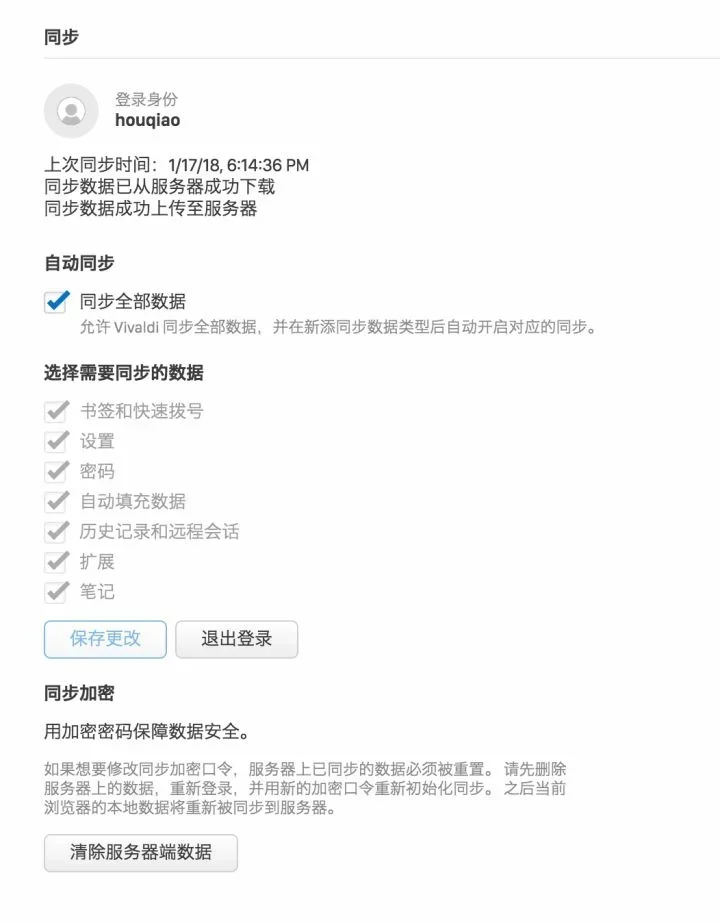 同步
登录身份
houqiao
上次同步时间：1/17/18, 6:14:36 PM
同步数据已从服务器成功下载
同步数据成功上传至服务器
自动同步
同步全部数据
允许 Vivaldi 同步全部数据，并在新添同步数据类型后自动开启对应的同步。
选择需要同步的数据
书签和快速拨号
设置
密码
自动填充数据
历史记录和远程会话
扩展
笔记
保存更改
退出登录
同步加密
用加密密码保障数据安全。
如果想要修改同步加密口令，服务器上已同步的数据必须被重置。 请先删除
服务器上的数据，重新登录，并用新的加密口令重新初始化同步。 之后当前
浏览器的本地数据将重新被同步到服务器。
清除服务器端数据